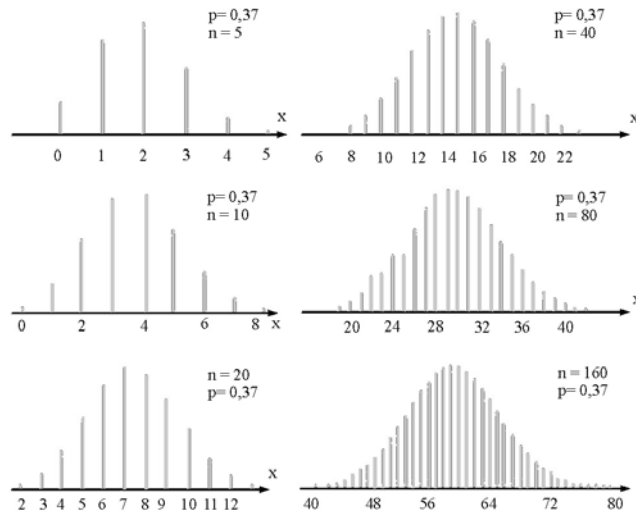 p= 0,37
n = 5
x
0 1 2 3 4 5
p= 0,37
n = 40
x
6 8 10 12 14 16 18 20 22
p= 0,37
n = 10
0 2 4 6 8 x
p= 0,37
n = 80
x
20 24 28 32 36 40
n = 20
p= 0,37
x
2 3 4 5 6 7 8 9 10 11 12
n = 160
p= 0,37
40 48 56 64 72 80